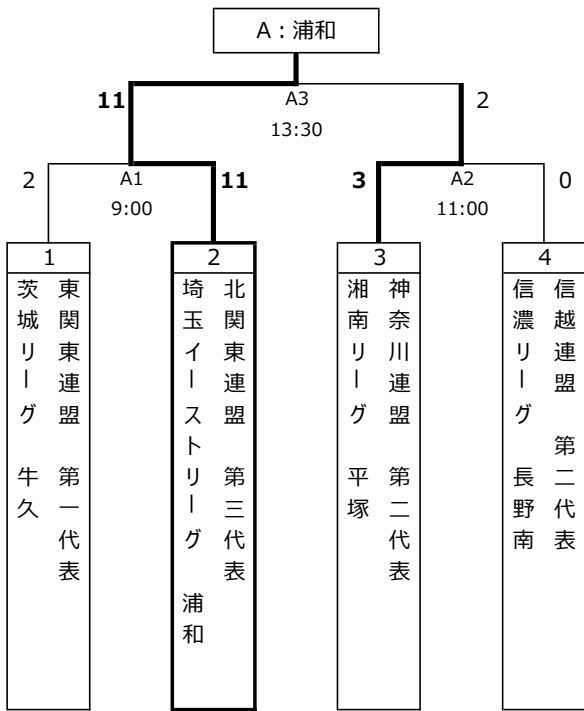 A：浦和
11
A3
2
13:30
2
A1
11
3
A2
0
9:00
11:00
1
2
3
4
東関東連盟　第一代表
茨城リーグ　牛久
北関東連盟　第三代表
埼玉イーストリーグ　浦和
神奈川連盟　第二代表
湘南リーグ　平塚
信越連盟　第二代表
信濃リーグ　長野南